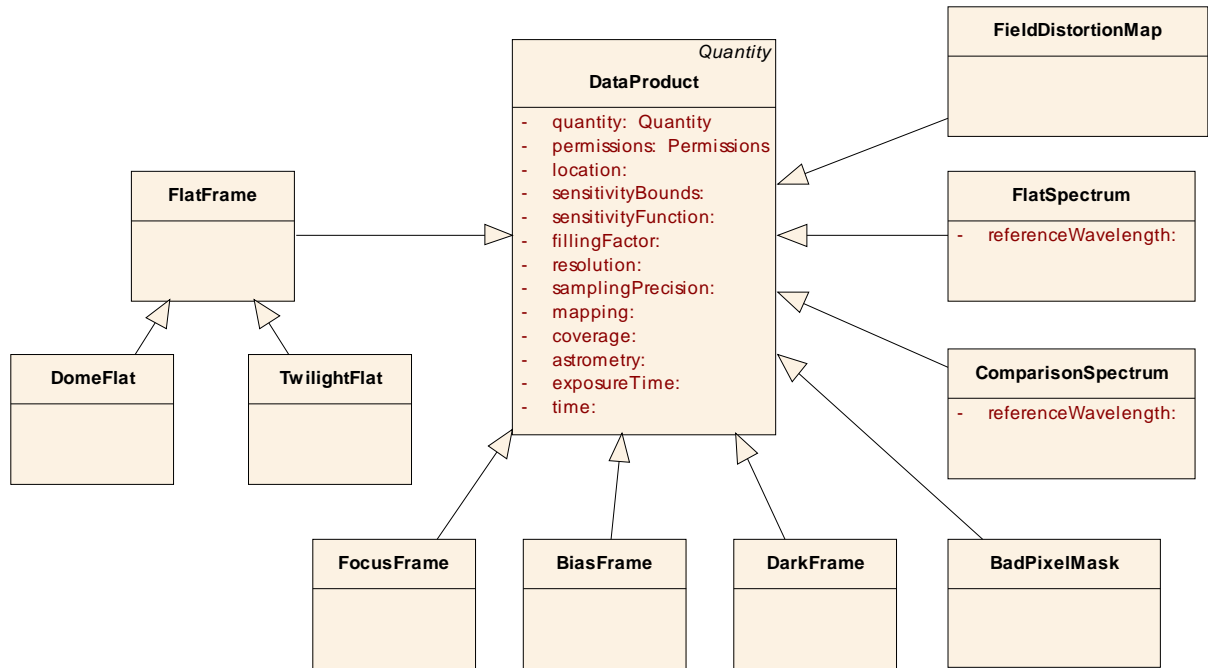 Quantity
DataProduct
- quantity: Quantity
- permissions: Permissions
- location:
- sensitivityBounds:
- sensitivityFunction:
- fillingFactor:
- resolution:
- samplingPrecision:
- mapping:
- coverage:
- astrometry:
- exposureTime:
- time:
FieldDistortionMap
FlatFrame
FlatSpectrum
- referenceWavelength:
DomeFlat
TwilightFlat
ComparisonSpectrum
- referenceWavelength:
FocusFrame
BiasFrame
DarkFrame
BadPixelMask